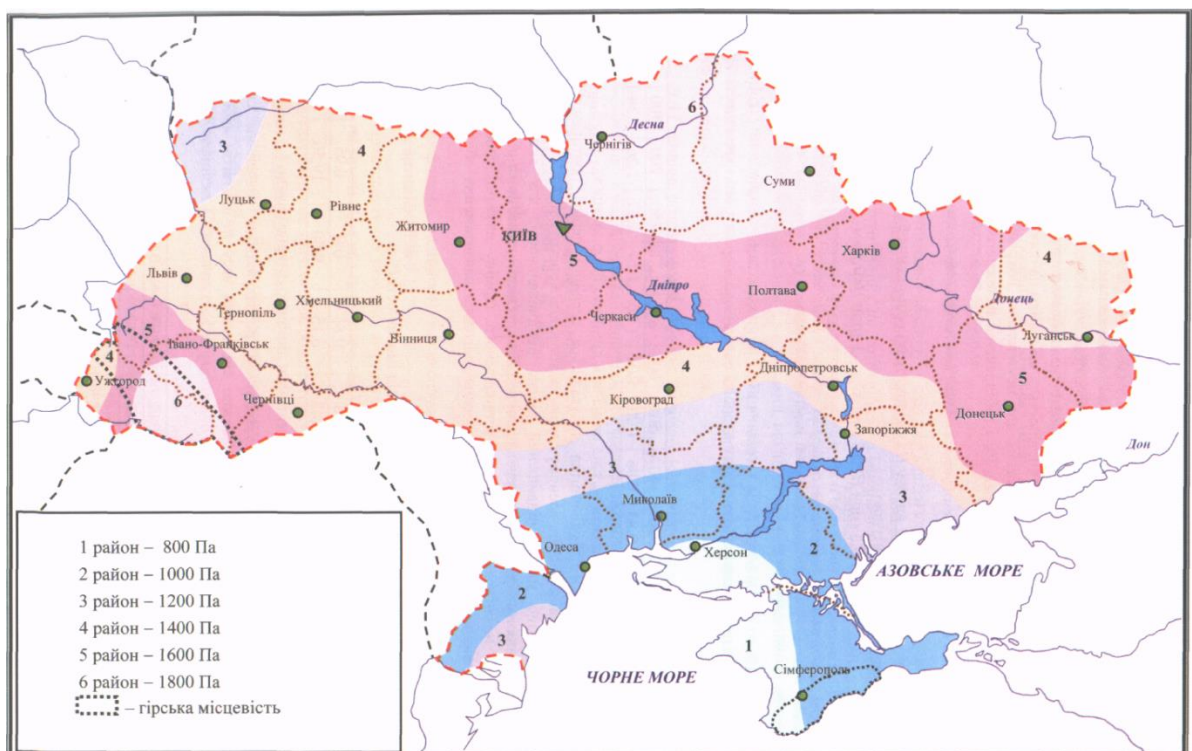 6
Десна
Чернігів
3
4
Суми
Луцьк
Рівне
Житомир
КИЇВ
Харків
5
4
Львів
Дніпро
Полтава
Донець
Тернопіль
Хмельницький
Черкаси
5
Вінниця
Луганськ
Івано-Франківськ
4
Ужгород
4
Дніпропетровськ
5
6
Чернівці
Кіровоград
Донецьк
Запоріжжя
Дон
3
3
Миколаїв
Одеса
Херсон
2
АЗОВСЬКЕ МОРЕ
2
3
1
Сімферополь
ЧОРНЕ МОРЕ
1 район – 800 Па
2 район – 1000 Па
3 район – 1200 Па
4 район – 1400 Па
5 район – 1600 Па
6 район – 1800 Па
– гірська місцевість